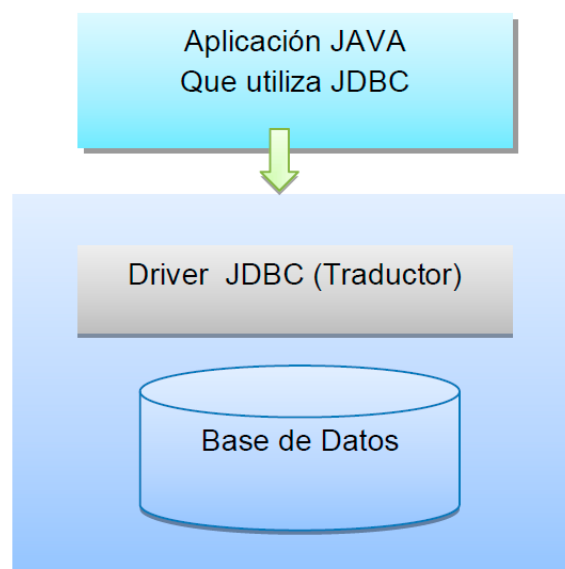 Aplicación JAVA
Que utiliza JDBC
Driver JDBC (Traductor)
Base de Datos